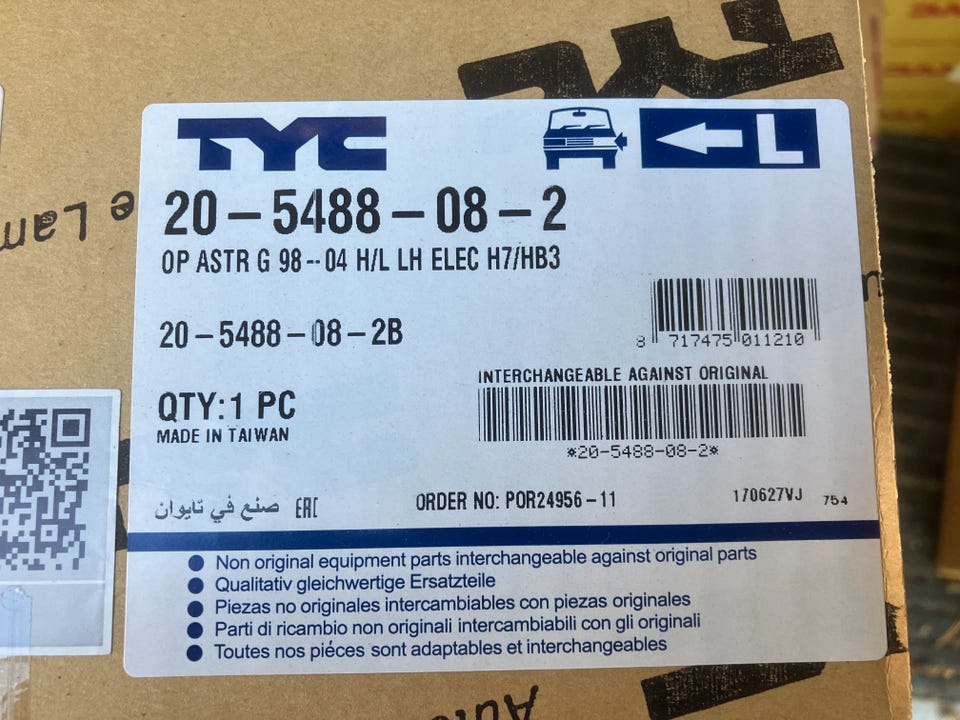 TYC
L
20-5488-08-2
OP ASTR G 98--04 H/L LH ELEC H7/HB3
20-5488-08-2B
8 717475 011210
INTERCHANGEABLE AGAINST ORIGINAL
*20-5488-08-2*
QTY:1 PC
MADE IN TAIWAN
صنع في تايوان EAC
ORDER NO: POR24956-11
170627VJ 754
Non original equipment parts interchangeable against original parts
Qualitativ gleichwertige Ersatzteile
Piezas no originales intercambiables con piezas originales
Parti di ricambio non originali intercambiabili con gli originali
Toutes nos piéces sont adaptables et interchangeables